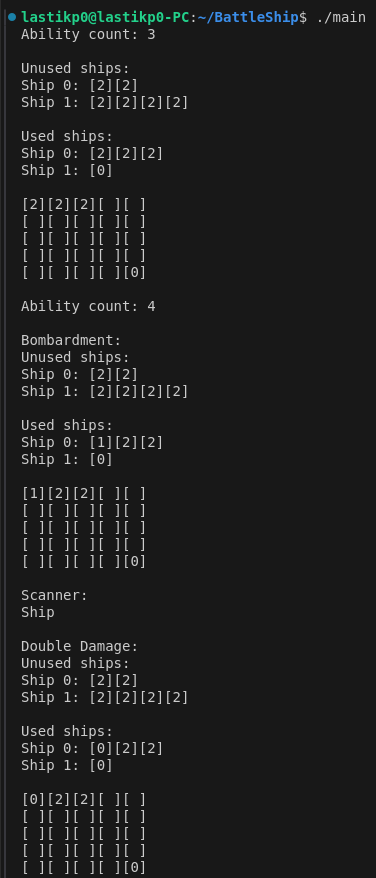 lastikp0@lastikp0-PC:~/BattleShip$ ./main
Ability count: 3
Unused ships:
Ship 0: [2][2]
Ship 1: [2][2][2][2]
Used ships:
Ship 0: [2][2][2]
Ship 1: [0]
[2][2][2][ ][ ]
[ ][ ][ ][ ][ ]
[ ][ ][ ][ ][ ]
[ ][ ][ ][ ][ ]
[ ][ ][ ][ ][0]
Ability count: 4
Bombardment:
Unused ships:
Ship 0: [2][2]
Ship 1: [2][2][2][2]
Used ships:
Ship 0: [1][2][2]
Ship 1: [0]
[1][2][2][ ][ ]
[ ][ ][ ][ ][ ]
[ ][ ][ ][ ][ ]
[ ][ ][ ][ ][ ]
[ ][ ][ ][ ][0]
Scanner:
Ship
Double Damage:
Unused ships:
Ship 0: [2][2]
Ship 1: [2][2][2][2]
Used ships:
Ship 0: [0][2][2]
Ship 1: [0]
[0][2][2][ ][ ]
[ ][ ][ ][ ][ ]
[ ][ ][ ][ ][ ]
[ ][ ][ ][ ][ ]
[ ][ ][ ][ ][0]